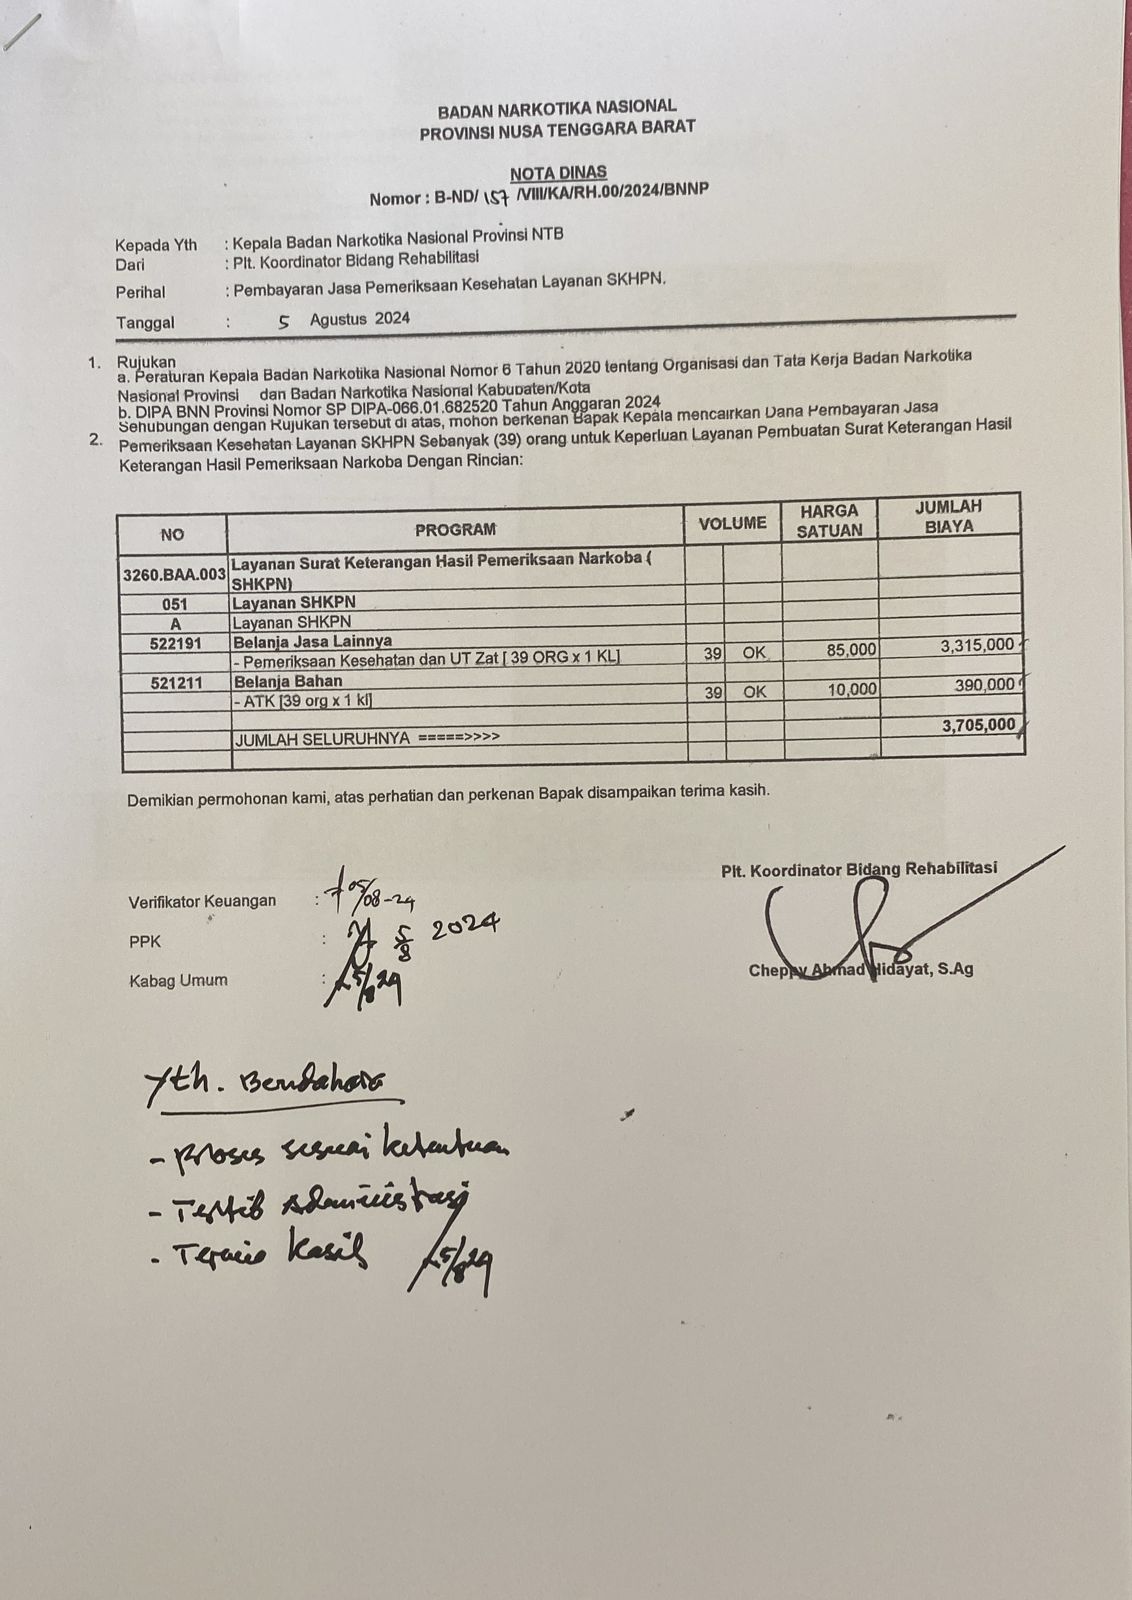 BADAN NARKOTIKA NASIONAL
PROVINSI NUSA TENGGARA BARAT
NOTA DINAS
Nomor : B-ND/ 157 /VIII/KA/RH.00/2024/BNNP
Kepada Yth : Kepala Badan Narkotika Nasional Provinsi NTB
Dari : Plt. Koordinator Bidang Rehabilitasi
Perihal : Pembayaran Jasa Pemeriksaan Kesehatan Layanan SKHPN.
Tanggal : 5 Agustus 2024
1. Rujukan
a. Peraturan Kepala Badan Narkotika Nasional Nomor 6 Tahun 2020 tentang Organisasi dan Tata Kerja Badan Narkotika
Nasional Provinsi dan Badan Narkotika Nasional Kabupaten/Kota
b. DIPA BNN Provinsi Nomor SP DIPA-066.01.682520 Tahun Anggaran 2024
2. Sehubungan dengan Rujukan tersebut di atas, mohon berkenan Bapak Kepala mencairkan Dana Pembayaran Jasa
Pemeriksaan Kesehatan Layanan SKHPN Sebanyak (39) orang untuk Keperluan Layanan Pembuatan Surat Keterangan Hasil
Keterangan Hasil Pemeriksaan Narkoba Dengan Rincian:
NO PROGRAM VOLUME HARGA SATUAN JUMLAH BIAYA
3260.BAA.003 Layanan Surat Keterangan Hasil Pemeriksaan Narkoba (
SHKPN)
051 Layanan SHKPN
A Layanan SHKPN
522191 Belanja Jasa Lainnya
- Pemeriksaan Kesehatan dan UT Zat [ 39 ORG x 1 KL] 39 OK 85,000 3,315,000
521211 Belanja Bahan
- ATK [39 org x 1 kl] 39 OK 10,000 390,000
JUMLAH SELURUHNYA =====>>>> 3,705,000
Demikian permohonan kami, atas perhatian dan perkenan Bapak disampaikan terima kasih.
Plt. Koordinator Bidang Rehabilitasi
Verifikator Keuangan : 05/08-24
PPK : 5/8 2024
Kabag Umum : 5/8 24
Cheppy Ahmad Hidayat, S.Ag
Yth. Bendahara
- Proses sesuai ketentuan
- Tertib Administrasi
- Terima kasih 5/8 24